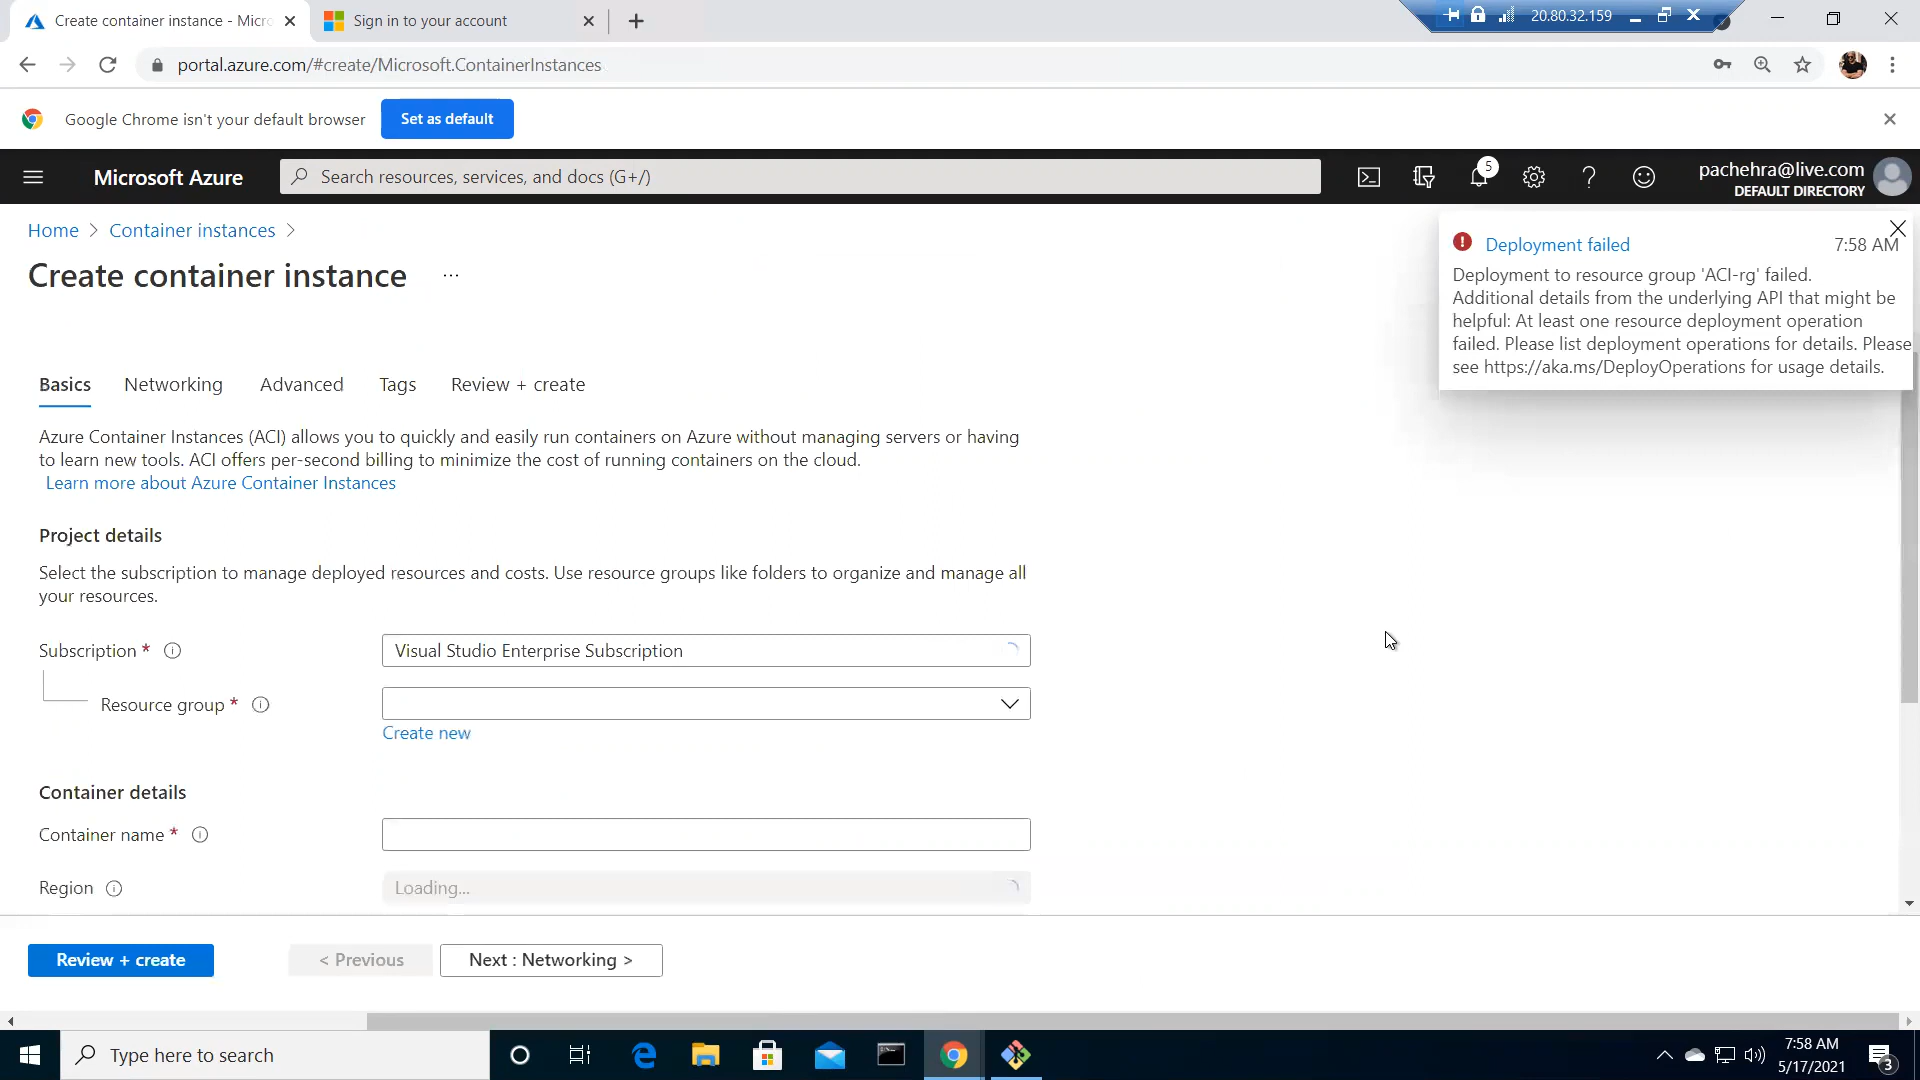 Create container instance - Micro
Sign in to your account
20.80.32.159
portal.azure.com/#create/Microsoft.ContainerInstances
Google Chrome isn't your default browser
Set as default
Microsoft Azure
Search resources, services, and docs (G+/)
5
pachehra@live.com
DEFAULT DIRECTORY
Home > Container instances >
Create container instance ...
Deployment failed
7:58 AM
Deployment to resource group 'ACI-rg' failed.
Additional details from the underlying API that might be
helpful: At least one resource deployment operation
failed. Please list deployment operations for details. Please
see https://aka.ms/DeployOperations for usage details.
Basics
Networking
Advanced
Tags
Review + create
Azure Container Instances (ACI) allows you to quickly and easily run containers on Azure without managing servers or having
to learn new tools. ACI offers per-second billing to minimize the cost of running containers on the cloud.
Learn more about Azure Container Instances
Project details
Select the subscription to manage deployed resources and costs. Use resource groups like folders to organize and manage all
your resources.
Subscription *
Visual Studio Enterprise Subscription
Resource group *
Create new
Container details
Container name *
Region
Loading...
Review + create
< Previous
Next : Networking >
Type here to search
7:58 AM
5/17/2021
3